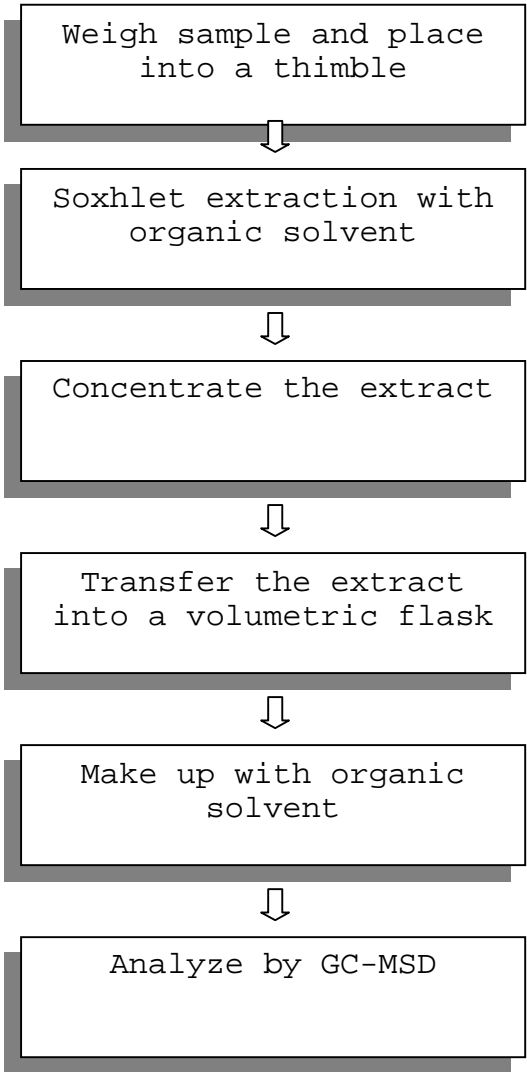 Weigh sample and place
into a thimble
Soxhlet extraction with
organic solvent
Concentrate the extract
Transfer the extract
into a volumetric flask
Make up with organic
solvent
Analyze by GC-MSD